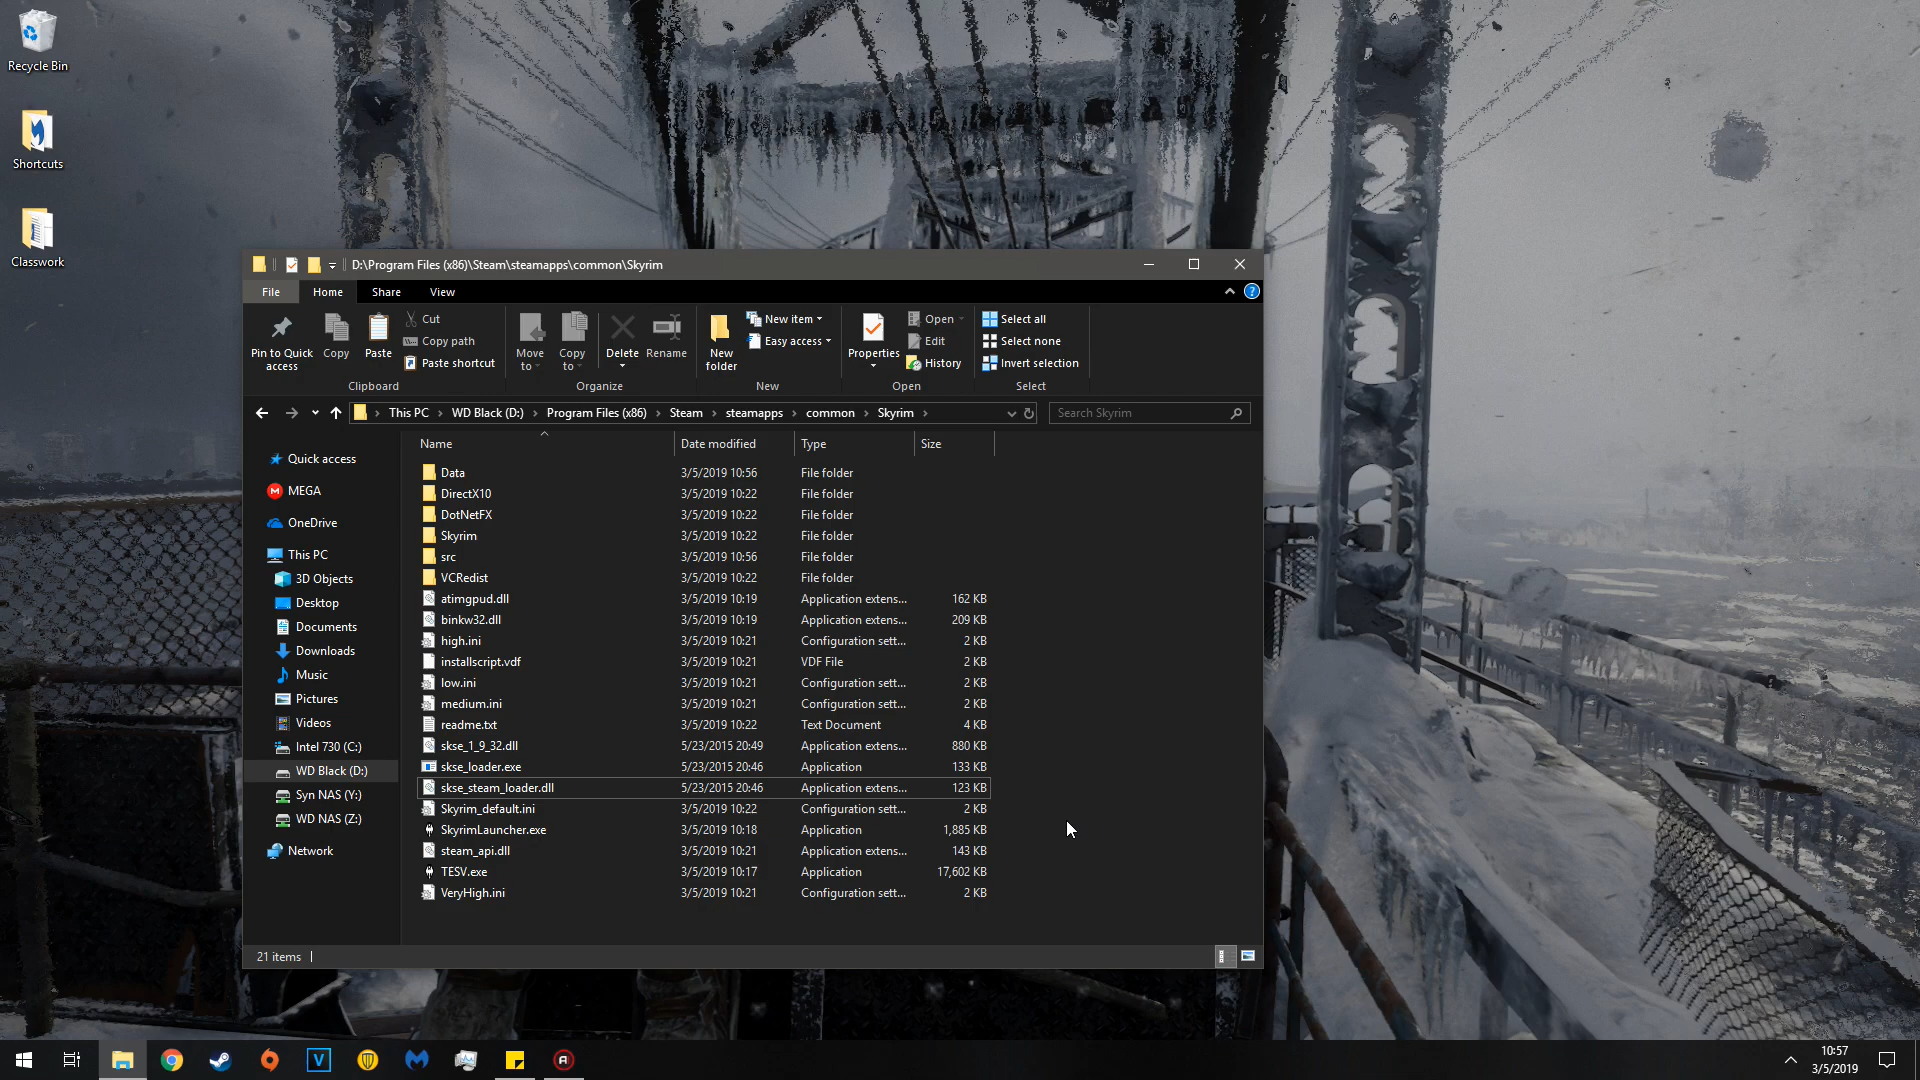 Recycle Bin
Shortcuts
Classwork
D:\Program Files (x86)\Steam\steamapps\common\Skyrim
File Home Share View
Pin to Quick access
Copy
Paste
Cut
Copy path
Paste shortcut
Clipboard
Move to
Copy to
Delete
Rename
Organize
New folder
New item
Easy access
New
Properties
Open
Edit
History
Open
Select all
Select none
Invert selection
Select
This PC > WD Black (D:) > Program Files (x86) > Steam > steamapps > common > Skyrim >
Search Skyrim
Quick access
MEGA
OneDrive
This PC
3D Objects
Desktop
Documents
Downloads
Music
Pictures
Videos
Intel 730 (C:)
WD Black (D:)
Syn NAS (Y:)
WD NAS (Z:)
Network
Name Date modified Type Size
Data 3/5/2019 10:56 File folder
DirectX10 3/5/2019 10:22 File folder
DotNetFX 3/5/2019 10:22 File folder
Skyrim 3/5/2019 10:22 File folder
src 3/5/2019 10:56 File folder
VCRedist 3/5/2019 10:22 File folder
atimgpud.dll 3/5/2019 10:19 Application extens... 162 KB
binkw32.dll 3/5/2019 10:19 Application extens... 209 KB
high.ini 3/5/2019 10:21 Configuration sett... 2 KB
installscript.vdf 3/5/2019 10:21 VDF File 2 KB
low.ini 3/5/2019 10:21 Configuration sett... 2 KB
medium.ini 3/5/2019 10:21 Configuration sett... 2 KB
readme.txt 3/5/2019 10:22 Text Document 4 KB
skse_1_9_32.dll 5/23/2015 20:49 Application extens... 880 KB
skse_loader.exe 5/23/2015 20:46 Application 133 KB
skse_steam_loader.dll 5/23/2015 20:46 Application extens... 123 KB
Skyrim_default.ini 3/5/2019 10:22 Configuration sett... 2 KB
SkyrimLauncher.exe 3/5/2019 10:18 Application 1,885 KB
steam_api.dll 3/5/2019 10:21 Application extens... 143 KB
TESV.exe 3/5/2019 10:17 Application 17,602 KB
VeryHigh.ini 3/5/2019 10:21 Configuration sett... 2 KB
21 items
10:57
3/5/2019